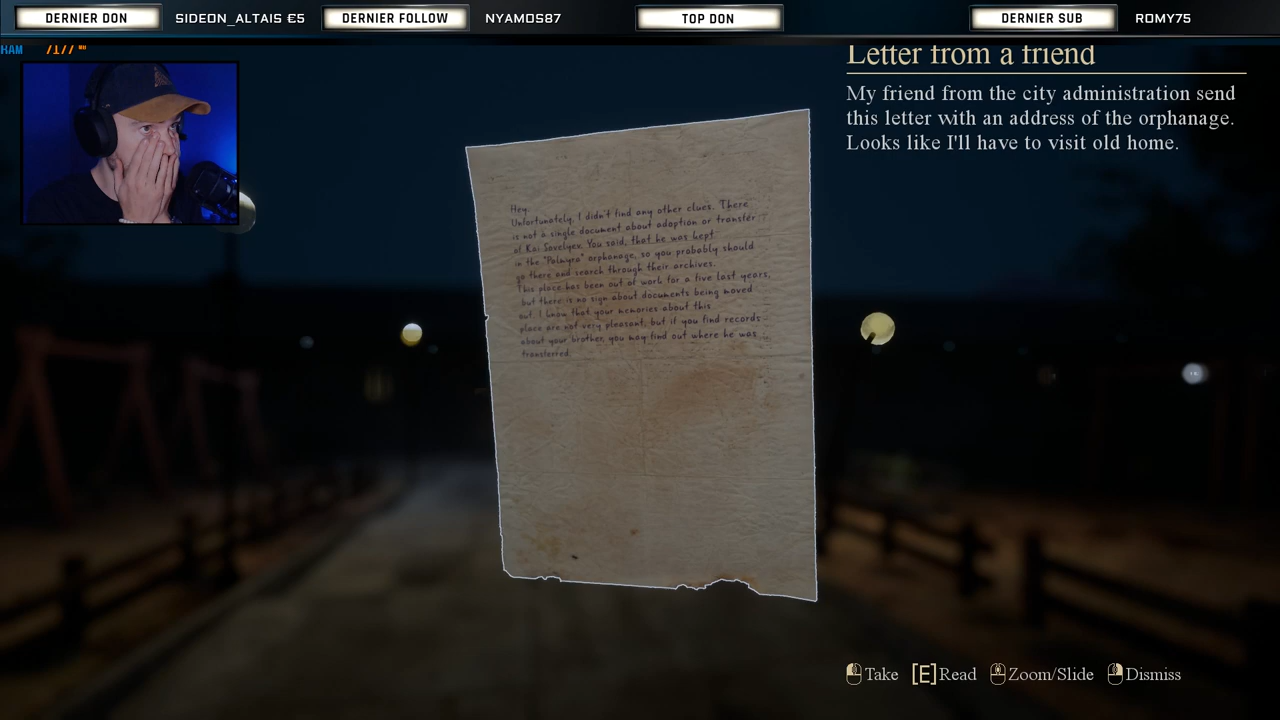 DERNIER DON SIDEON_ALTAIS €5 DERNIER FOLLOW NYAMOS87 TOP DON DERNIER SUB ROMY75
RAM 7177 MB
Letter from a friend
My friend from the city administration send
this letter with an address of the orphanage.
Looks like I'll have to visit old home.
Hey.
Unfortunately, I didn't find any other clues. There
is not a single document about adoption or transfer
of Kai Savelyev. You said, that he was kept
in the "Palmyra" orphanage, so you probably should
go there and search through their archives.
This place has been out of work for a five last years,
but there is no sign about documents being moved
out. I know that your memories about this
place are not very pleasant, but if you find records
about your brother, you may find out where he was
transferred.
Take [E]Read Zoom/Slide Dismiss